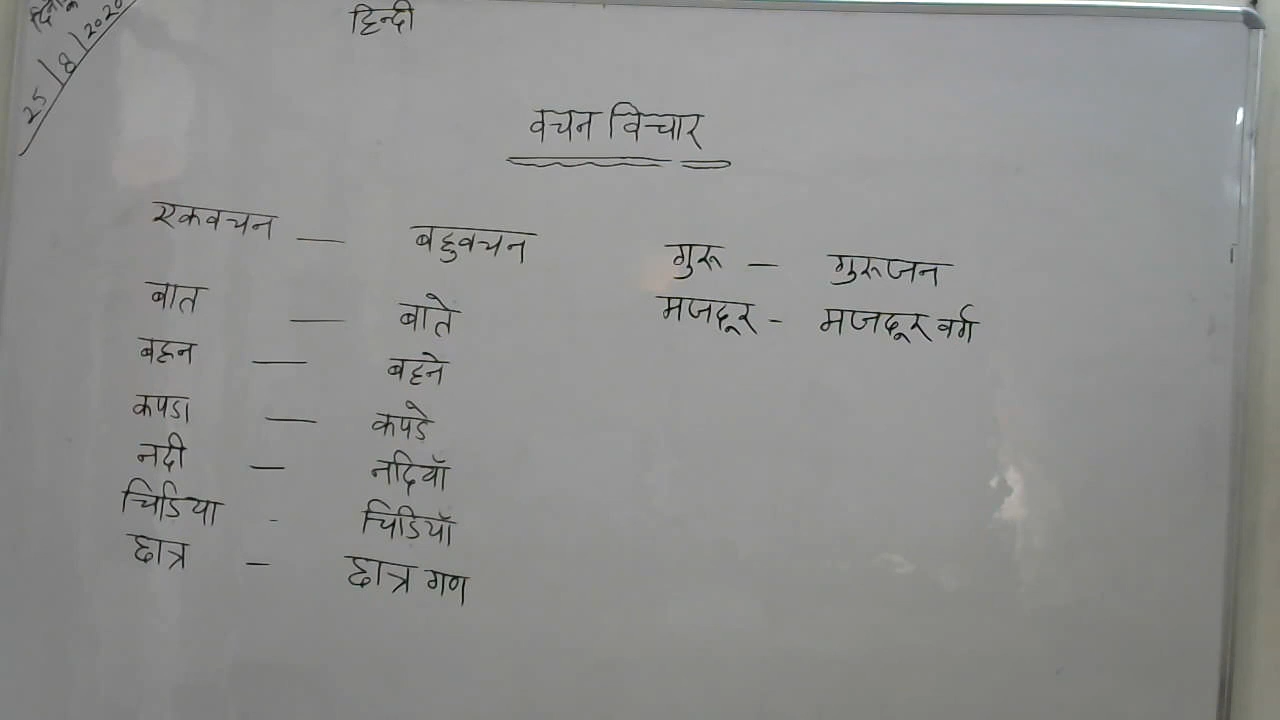 दिनांक
25/8/2020
हिन्दी
वचन विचार
एकवचन — बहुवचन
बात — बाते
बहन — बहने
कपडा — कपडे
नदी — नदियॉ
चिडिया - चिडियॉ
छात्र — छात्र गण
गुरू — गुरूजन
मजदूर - मजदूर वर्ग